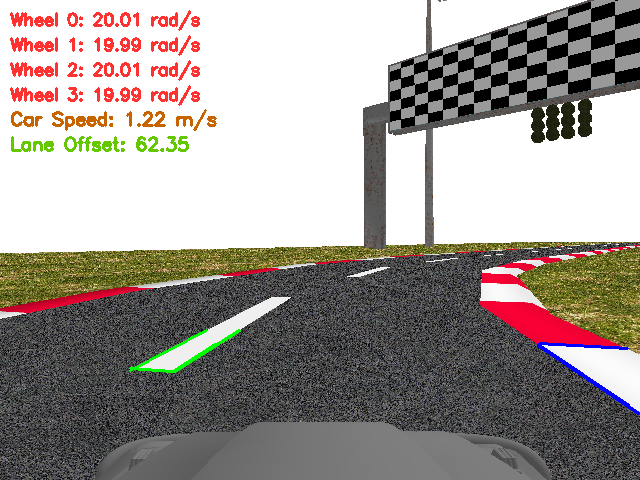 Wheel 0: 20.01 rad/s
Wheel 1: 19.99 rad/s
Wheel 2: 20.01 rad/s
Wheel 3: 19.99 rad/s
Car Speed: 1.22 m/s
Lane Offset: 62.35